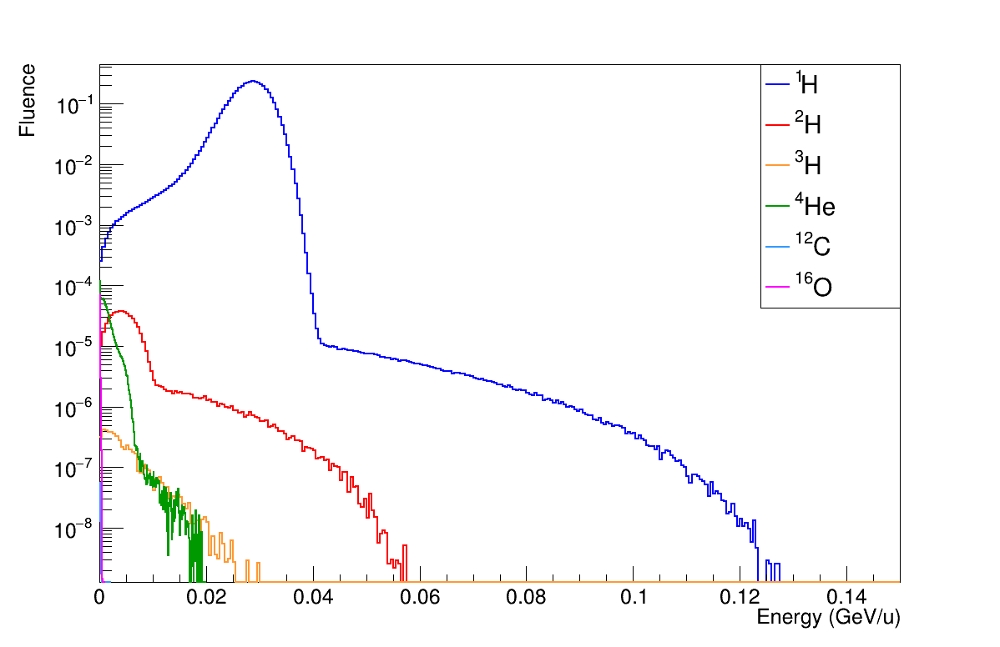 Fluence
10⁻¹
10⁻²
10⁻³
10⁻⁴
10⁻⁵
10⁻⁶
10⁻⁷
10⁻⁸
¹H
²H
³H
⁴He
¹²C
¹⁶O
0 0.02 0.04 0.06 0.08 0.1 0.12 0.14
Energy (GeV/u)